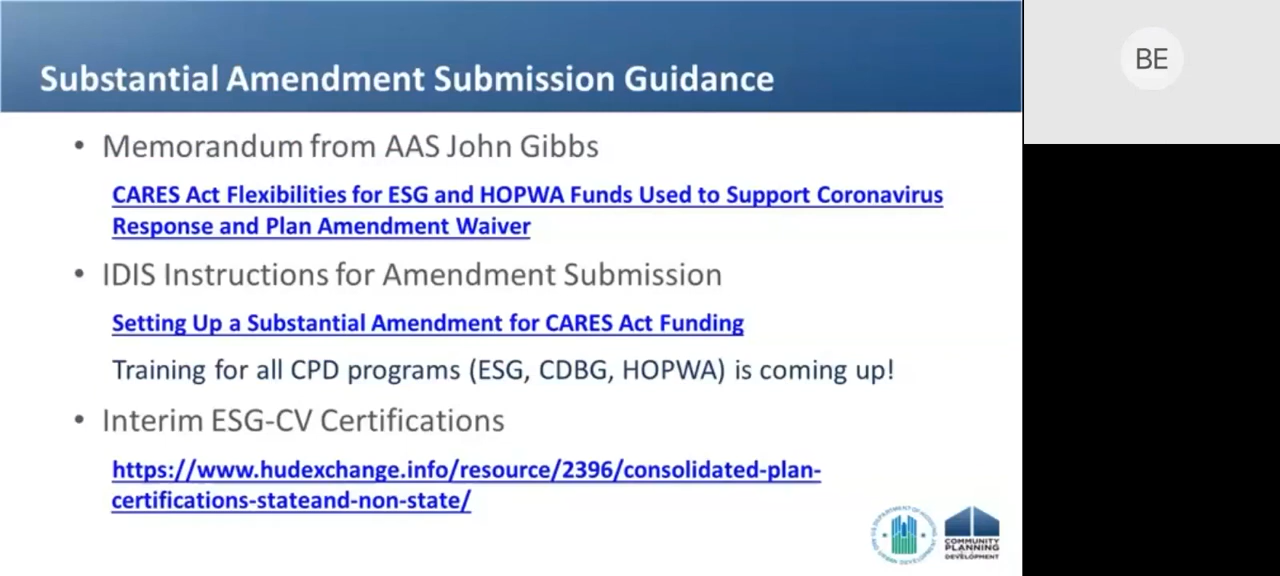 Substantial Amendment Submission Guidance
BE
• Memorandum from AAS John Gibbs
CARES Act Flexibilities for ESG and HOPWA Funds Used to Support Coronavirus
Response and Plan Amendment Waiver
• IDIS Instructions for Amendment Submission
Setting Up a Substantial Amendment for CARES Act Funding
Training for all CPD programs (ESG, CDBG, HOPWA) is coming up!
• Interim ESG-CV Certifications
https://www.hudexchange.info/resource/2396/consolidated-plan-
certifications-stateand-non-state/
COMMUNITY
PLANNING
DEVELOPMENT